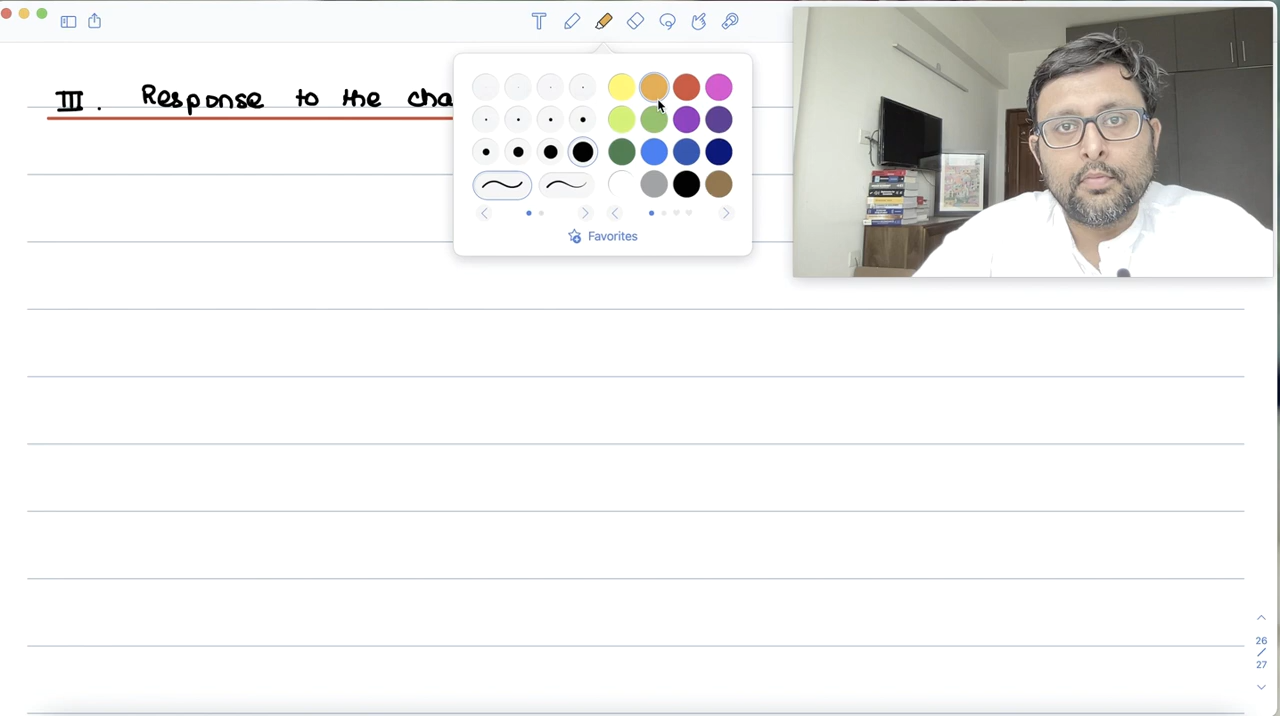 III. Response to the cha
Favorites
26
/
27